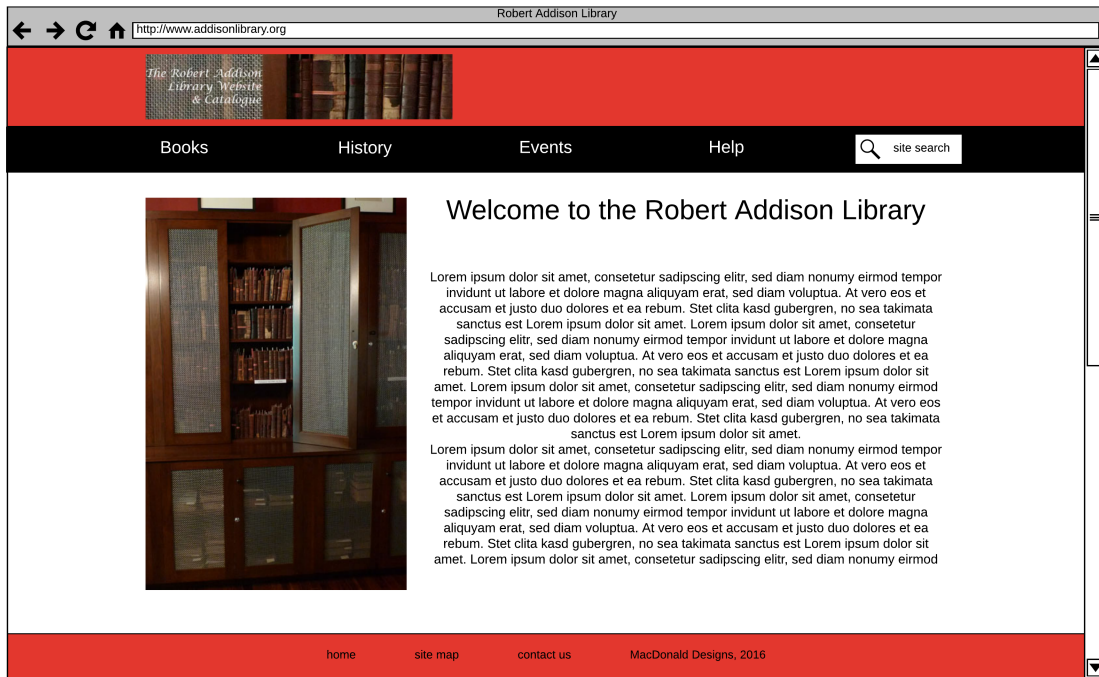 Robert Addison Library
http://www.addisonlibrary.org
The Robert Addison
Library Website
& Catalogue
Books History Events Help site search
Welcome to the Robert Addison Library
Lorem ipsum dolor sit amet, consetetur sadipscing elitr, sed diam nonumy eirmod tempor
invidunt ut labore et dolore magna aliquyam erat, sed diam voluptua. At vero eos et
accusam et justo duo dolores et ea rebum. Stet clita kasd gubergren, no sea takimata
sanctus est Lorem ipsum dolor sit amet. Lorem ipsum dolor sit amet, consetetur
sadipscing elitr, sed diam nonumy eirmod tempor invidunt ut labore et dolore magna
aliquyam erat, sed diam voluptua. At vero eos et accusam et justo duo dolores et ea
rebum. Stet clita kasd gubergren, no sea takimata sanctus est Lorem ipsum dolor sit
amet. Lorem ipsum dolor sit amet, consetetur sadipscing elitr, sed diam nonumy eirmod
tempor invidunt ut labore et dolore magna aliquyam erat, sed diam voluptua. At vero eos
et accusam et justo duo dolores et ea rebum. Stet clita kasd gubergren, no sea takimata
sanctus est Lorem ipsum dolor sit amet.
Lorem ipsum dolor sit amet, consetetur sadipscing elitr, sed diam nonumy eirmod tempor
invidunt ut labore et dolore magna aliquyam erat, sed diam voluptua. At vero eos et
accusam et justo duo dolores et ea rebum. Stet clita kasd gubergren, no sea takimata
sanctus est Lorem ipsum dolor sit amet. Lorem ipsum dolor sit amet, consetetur
sadipscing elitr, sed diam nonumy eirmod tempor invidunt ut labore et dolore magna
aliquyam erat, sed diam voluptua. At vero eos et accusam et justo duo dolores et ea
rebum. Stet clita kasd gubergren, no sea takimata sanctus est Lorem ipsum dolor sit
amet. Lorem ipsum dolor sit amet, consetetur sadipscing elitr, sed diam nonumy eirmod
home site map contact us MacDonald Designs, 2016